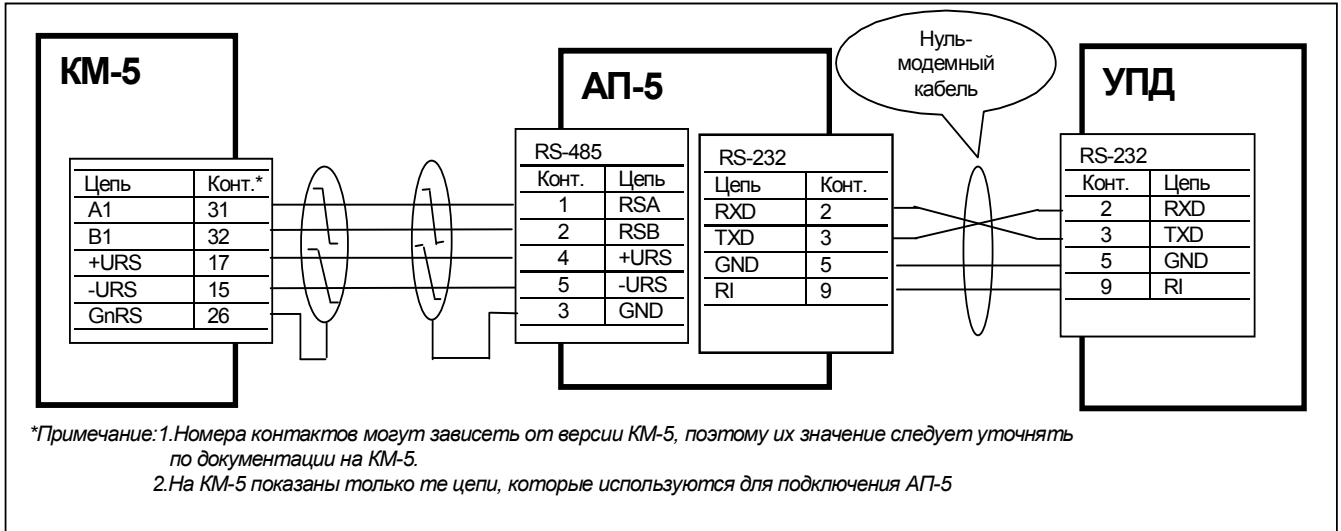 Нуль-
модемный
кабель
КМ-5
АП-5
УПД
Цепь Конт.*
A1 31
B1 32
+URS 17
-URS 15
GnRS 26
RS-485
Конт. Цепь
1 RSA
2 RSB
4 +URS
5 -URS
3 GND
RS-232
Цепь Конт.
RXD 2
TXD 3
GND 5
RI 9
RS-232
Конт. Цепь
2 RXD
3 TXD
5 GND
9 RI
*Примечание:1.Номера контактов могут зависеть от версии КМ-5, поэтому их значение следует уточнять
по документации на КМ-5.
2.На КМ-5 показаны только те цепи, которые используются для подключения АП-5